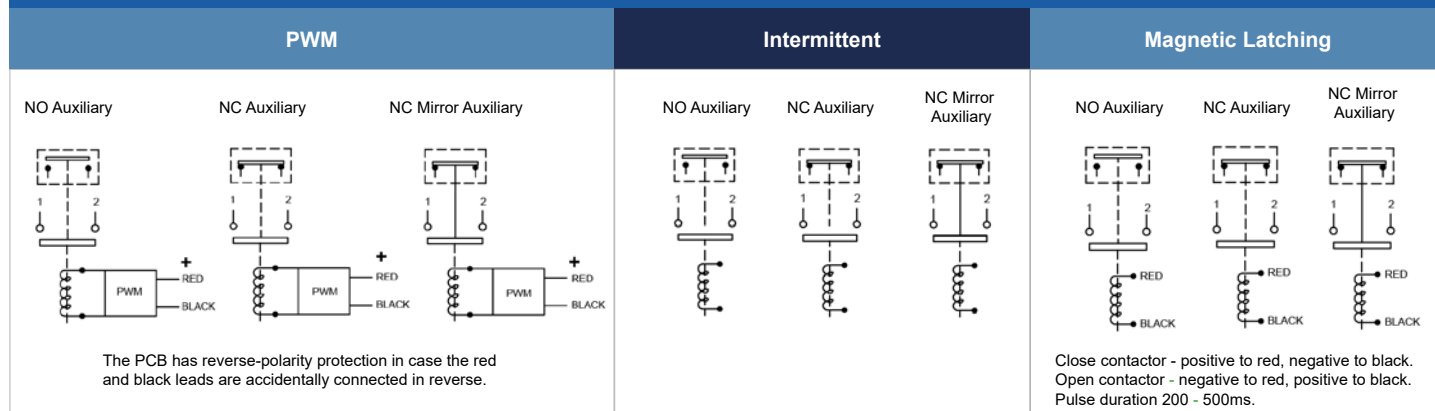 PWM
NO Auxiliary
NC Auxiliary
NC Mirror Auxiliary
1 2
1 2
1 2
+
PWM
RED
BLACK
+
PWM
RED
BLACK
+
PWM
RED
BLACK
The PCB has reverse-polarity protection in case the red
and black leads are accidentally connected in reverse.
Intermittent
NO Auxiliary
NC Auxiliary
NC Mirror
Auxiliary
1 2
1 2
1 2
Magnetic Latching
NO Auxiliary
NC Auxiliary
NC Mirror
Auxiliary
1 2
1 2
1 2
RED
BLACK
RED
BLACK
RED
BLACK
Close contactor - positive to red, negative to black.
Open contactor - negative to red, positive to black.
Pulse duration 200 - 500ms.